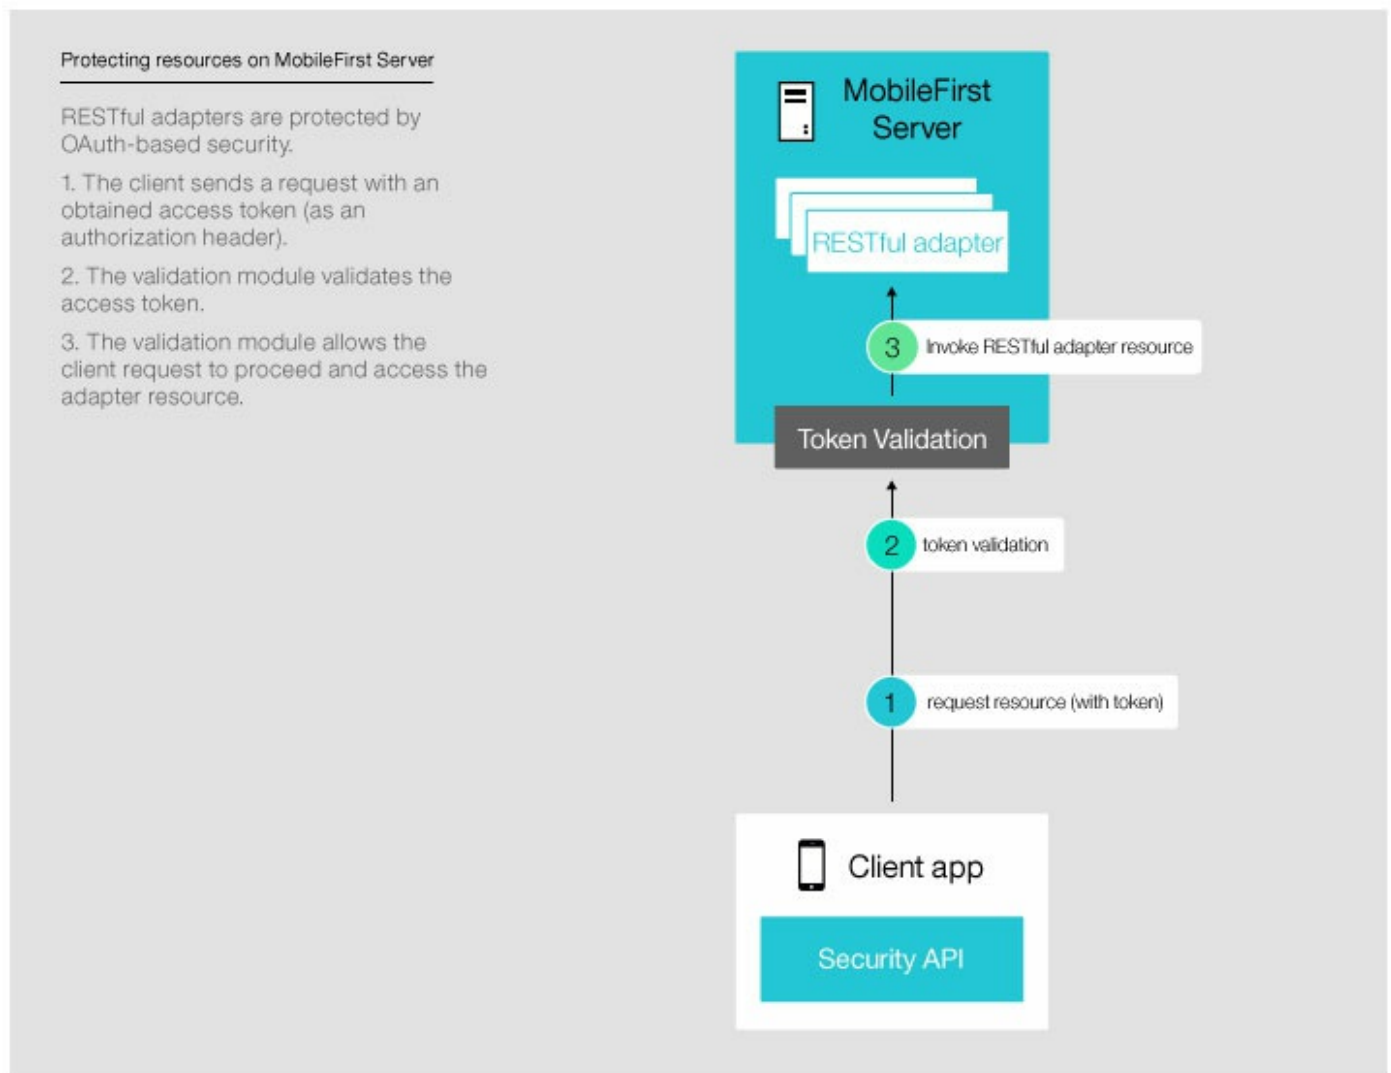 Protecting resources on MobileFirst Server
RESTful adapters are protected by
OAuth-based security.
1. The client sends a request with an
obtained access token (as an
authorization header).
2. The validation module validates the
access token.
3. The validation module allows the
client request to proceed and access the
adapter resource.
MobileFirst
Server
RESTful adapter
3 Invoke RESTful adapter resource
Token Validation
2 token validation
1 request resource (with token)
Client app
Security API